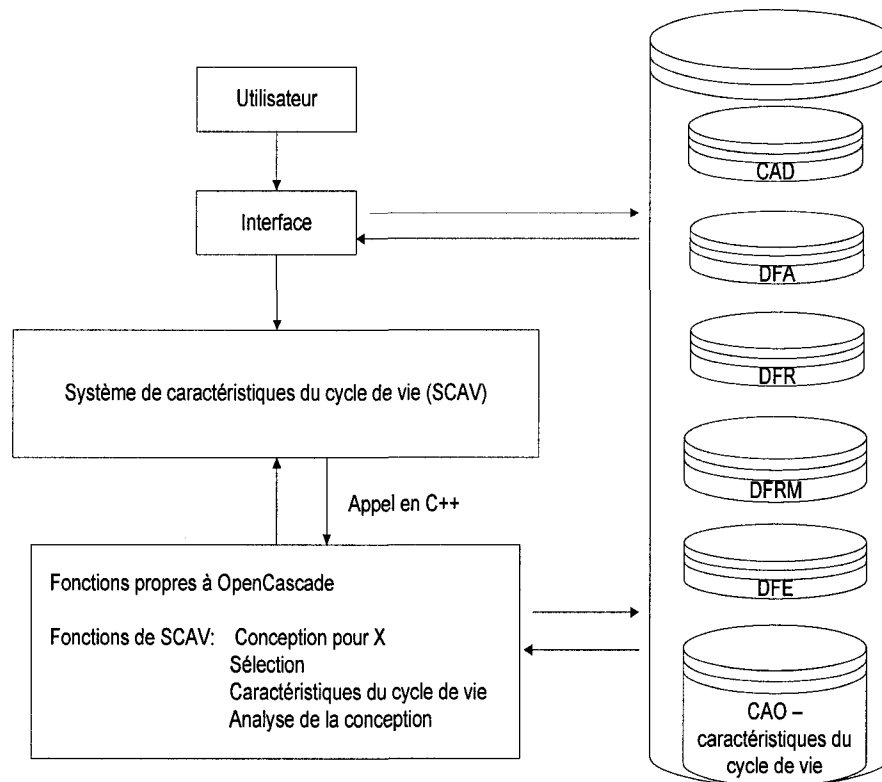 Utilisateur
Interface
Système de caractéristiques du cycle de vie (SCAV)
Appel en C++
Fonctions propres à OpenCascade
Fonctions de SCAV: Conception pour X
Sélection
Caractéristiques du cycle de vie
Analyse de la conception
CAD
DFA
DFR
DFRM
DFE
CAO –
caractéristiques du
cycle de vie